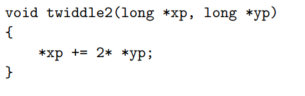 void twiddle2(long *xp, long *yp)
{
    *xp += 2* *yp;
}